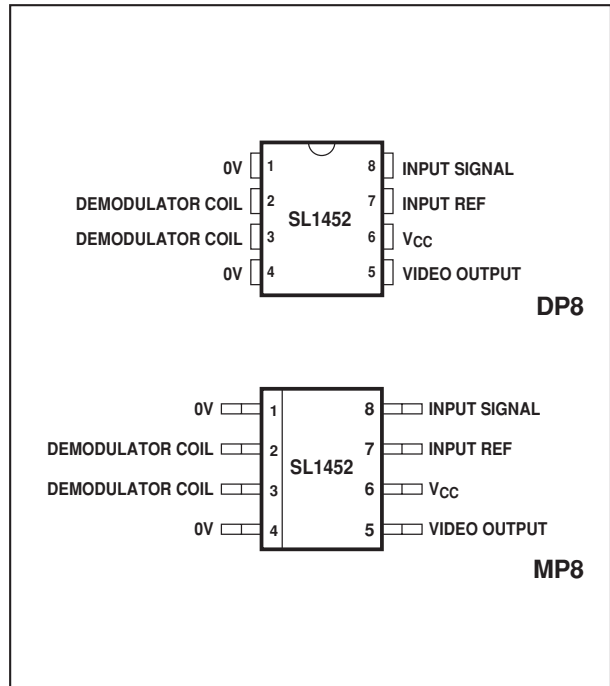 0V 1 8 INPUT SIGNAL
DEMODULATOR COIL 2 7 INPUT REF
SL1452
DEMODULATOR COIL 3 6 VCC
0V 4 5 VIDEO OUTPUT
DP8
0V 1 8 INPUT SIGNAL
DEMODULATOR COIL 2 7 INPUT REF
SL1452
DEMODULATOR COIL 3 6 VCC
0V 4 5 VIDEO OUTPUT
MP8